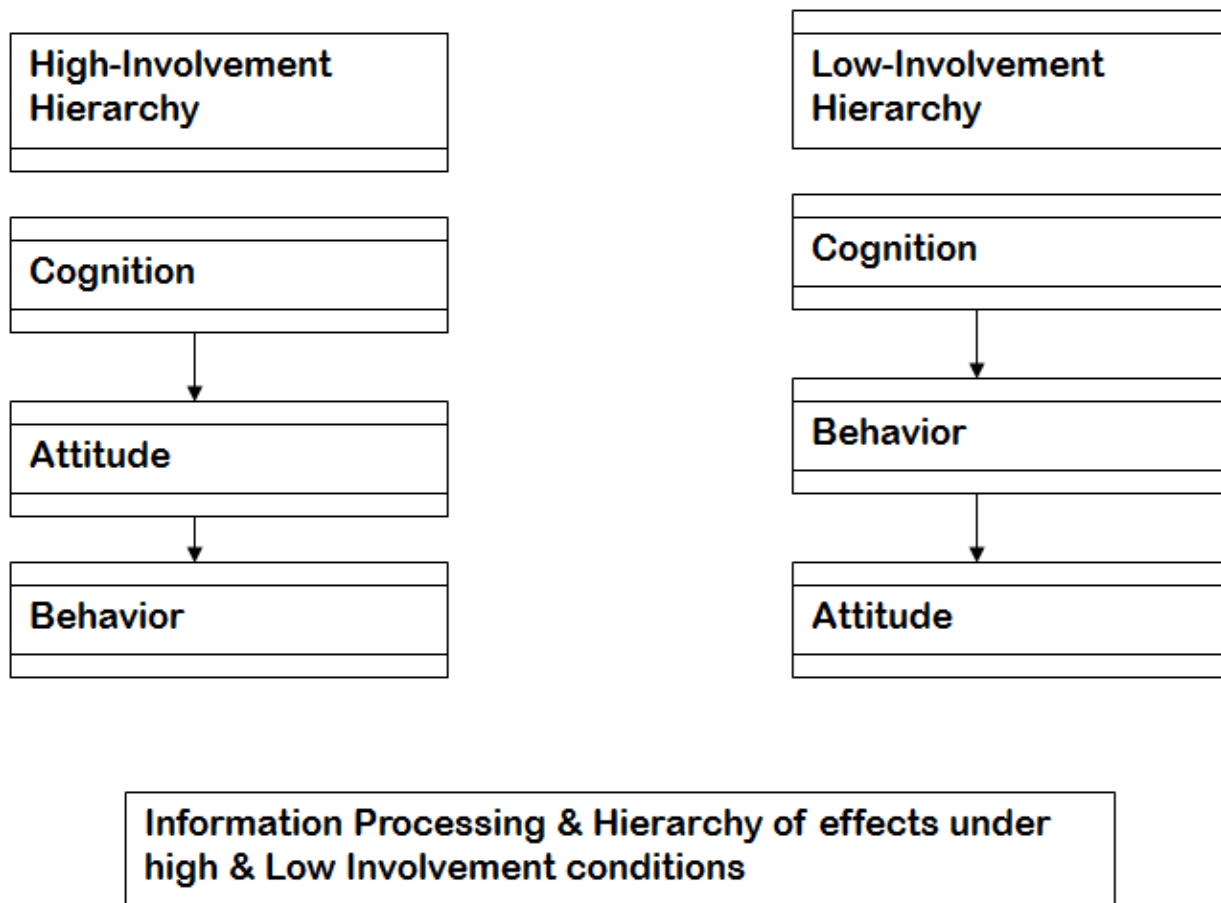 High-Involvement
Hierarchy
Cognition
Attitude
Behavior
Low-Involvement
Hierarchy
Cognition
Behavior
Attitude
Information Processing & Hierarchy of effects under
high & Low Involvement conditions